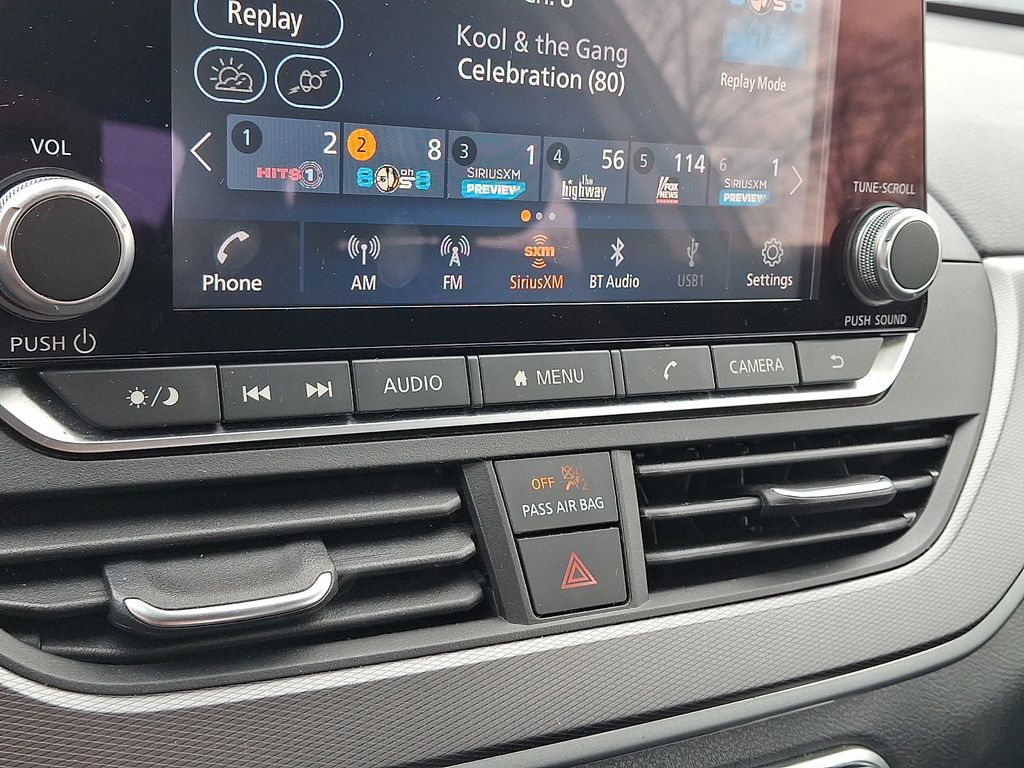 Replay
Kool & the Gang
Celebration (80)
Replay Mode
1 2 HITS 1
2 8 80s on 8
3 1 SIRIUSXM PREVIEW
4 56 the highway
5 114 FOX NEWS
6 1 SIRIUSXM PREVIEW
VOL
TUNE·SCROLL
Phone
AM
FM
sxm
SiriusXM
BT Audio
USB1
Settings
PUSH
PUSH SOUND
AUDIO
MENU
CAMERA
OFF
PASS AIR BAG